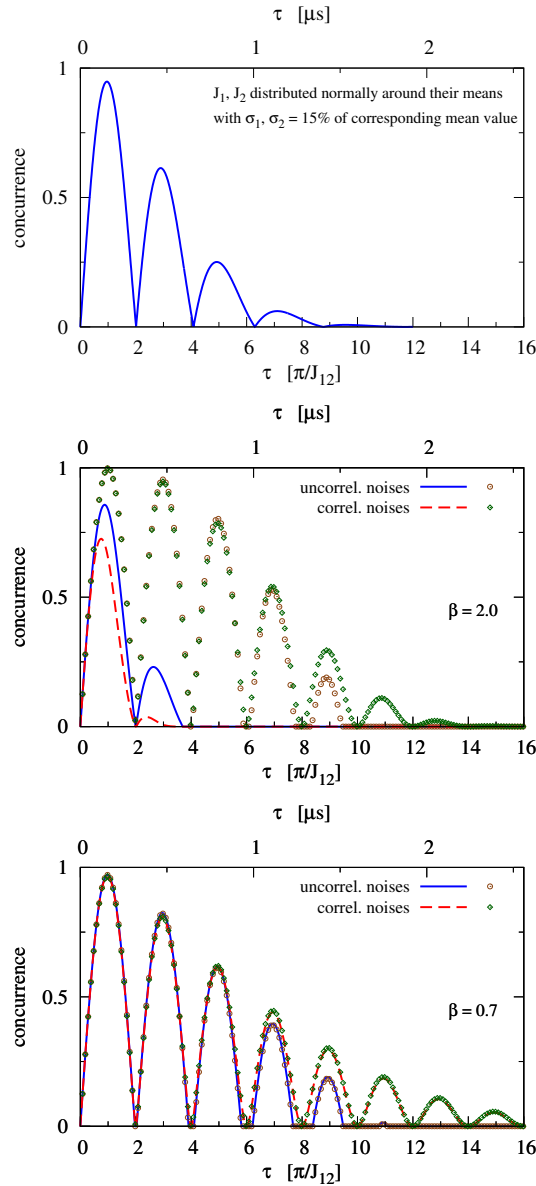 τ [μs]
0 1 2
J1, J2 distributed normally around their means
with σ1, σ2 = 15% of corresponding mean value
concurrence
1
0.5
0
0 2 4 6 8 10 12 14 16
τ [π/J12]
τ [μs]
0 1 2
uncorrel. noises
correl. noises
β = 2.0
concurrence
1
0.5
0
0 2 4 6 8 10 12 14 16
τ [π/J12]
τ [μs]
0 1 2
uncorrel. noises
correl. noises
β = 0.7
concurrence
1
0.5
0
0 2 4 6 8 10 12 14 16
τ [π/J12]